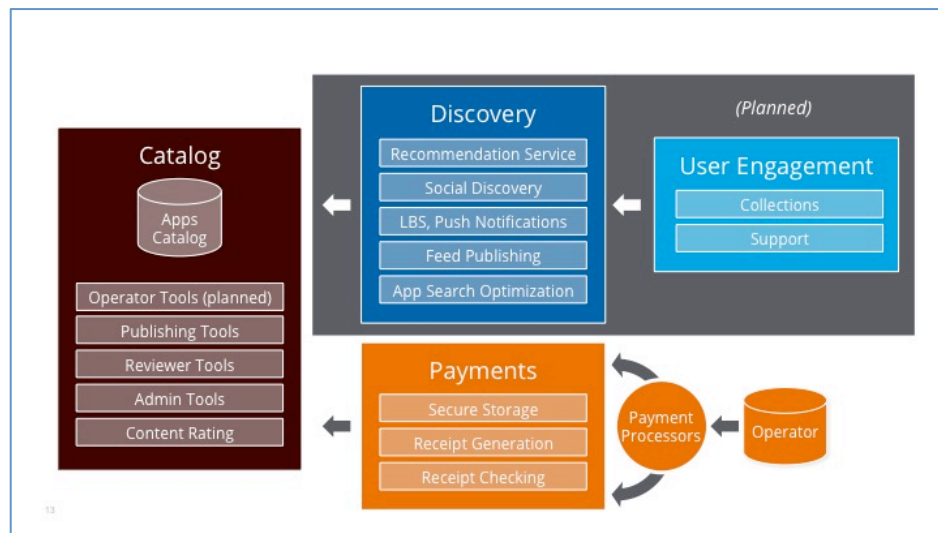 Catalog
Apps
Catalog
Operator Tools (planned)
Publishing Tools
Reviewer Tools
Admin Tools
Content Rating
Discovery
Recommendation Service
Social Discovery
LBS, Push Notifications
Feed Publishing
App Search Optimization
(Planned)
User Engagement
Collections
Support
Payments
Secure Storage
Receipt Generation
Receipt Checking
Payment
Processors
Operator
13